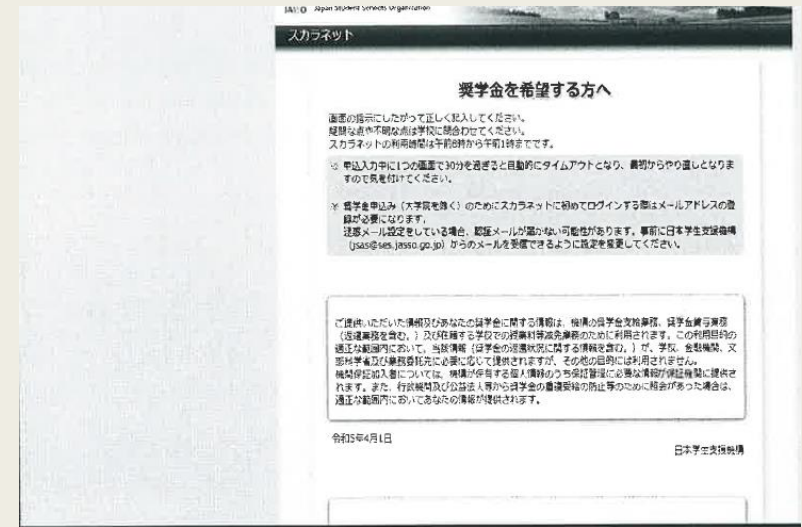 JASSO Japan Student Services Organization
スカラネット
奨学金を希望する方へ
画面の指示にしたがって正しく記入してください。
疑問な点や不明な点は学校に問合わせてください。
スカラネットの利用時間は午前8時から午前1時までです。
※ 申込入力中に1つの画面で30分を過ぎると自動的にタイムアウトとなり、最初からやり直しとなりま
すので気を付けてください。
※ 奨学金申込み（大学院を除く）のためにスカラネットに初めてログインする際はメールアドレスの登
録が必要になります。
迷惑メール設定をしている場合、認証メールが届かない可能性があります。事前に日本学生支援機構
（jsas@ses.jasso.go.jp）からのメールを受信できるように設定を変更してください。
ご提供いただいた情報及びあなたの奨学金に関する情報は、機構の奨学金支給業務、奨学金貸与業務
（返還業務を含む。）及び在籍する学校での授業料等減免業務のために利用されます。この利用目的の
適正な範囲内において、当該情報（奨学金の返還状況に関する情報を含む。）が、学校、金融機関、文
部科学省及び業務委託先に必要に応じて提供されますが、その他の目的には利用されません。
機関保証加入者については、機構が保有する個人情報のうち保証管理に必要な情報が保証機関に提供さ
れます。また、行政機関及び公益法人等から奨学金の重複受給の防止等のために照会があった場合は、
適正な範囲内においてあなたの情報が提供されます。
令和5年4月1日
日本学生支援機構